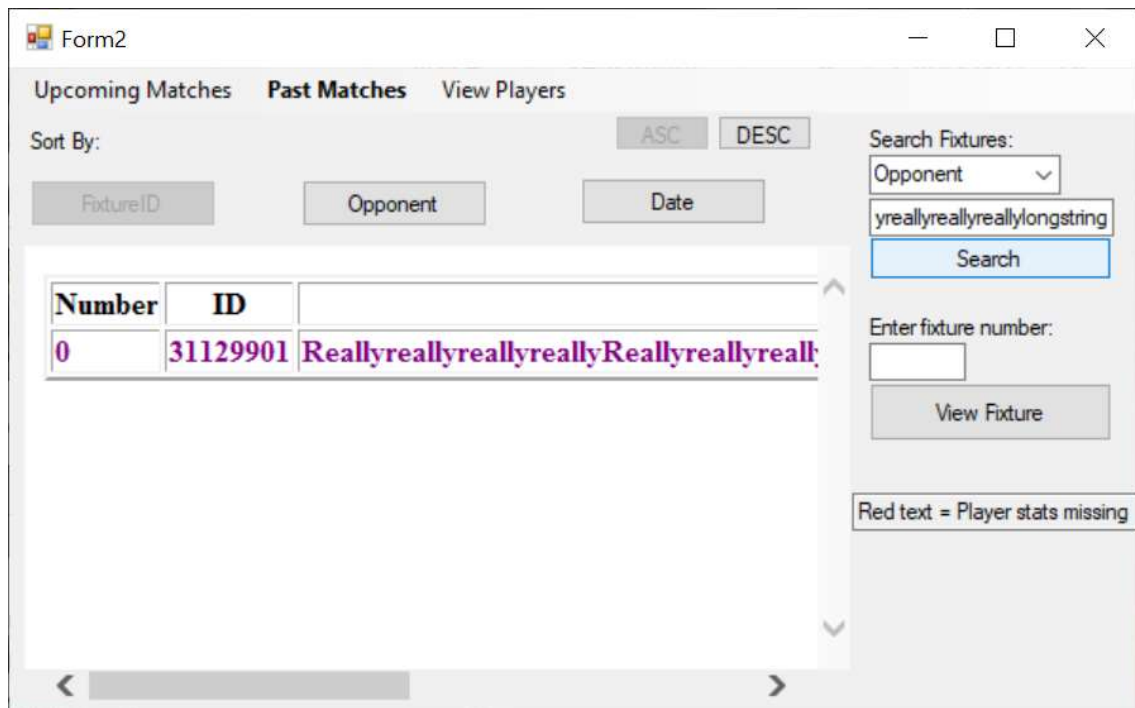 Form2
Upcoming Matches Past Matches View Players
Sort By:
ASC DESC
FixtureID Opponent Date
Search Fixtures:
Opponent
yreallyreallyreallylongstring
Search
Number ID
0 31129901 ReallyreallyreallyreallyReallyreallyreally
Enter fixture number:
View Fixture
Red text = Player stats missing